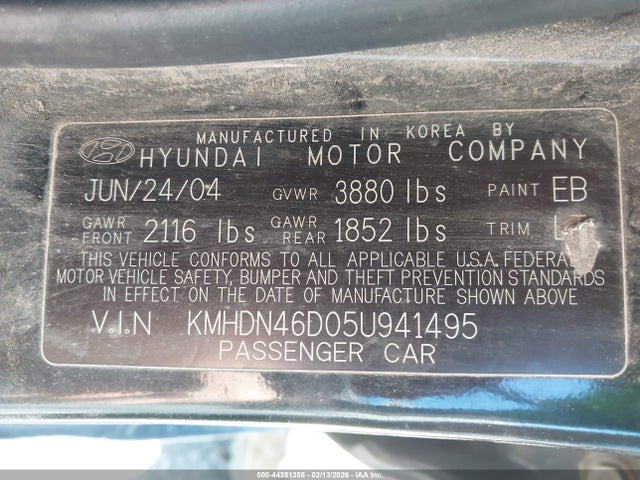 MANUFACTURED IN KOREA BY
HYUNDAI MOTOR COMPANY
JUN/24/04 GVWR 3880 lbs PAINT EB
GAWR FRONT 2116 lbs GAWR REAR 1852 lbs TRIM
THIS VEHICLE CONFORMS TO ALL APPLICABLE U.S.A. FEDERAL
MOTOR VEHICLE SAFETY, BUMPER AND THEFT PREVENTION STANDARDS
IN EFFECT ON THE DATE OF MANUFACTURE SHOWN ABOVE
V.I.N KMHDN46D05U941495
PASSENGER CAR
000-44351358 - 02/13/2026 - IAA Inc.